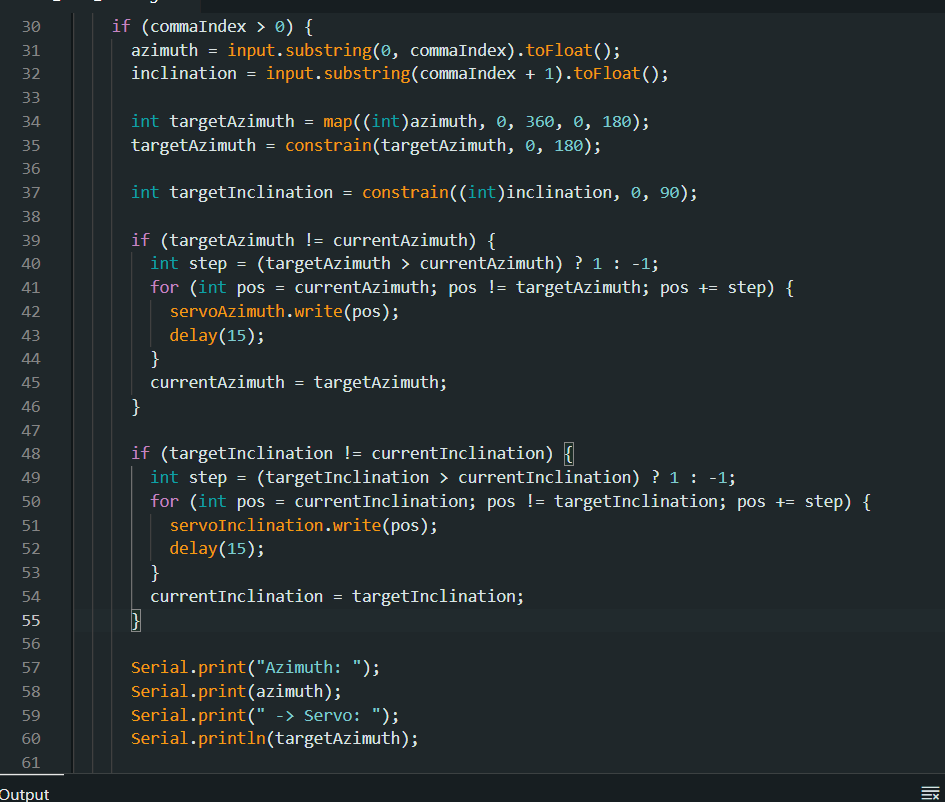 30 if (commaIndex > 0) {
31 azimuth = input.substring(0, commaIndex).toFloat();
32 inclination = input.substring(commaIndex + 1).toFloat();
33
34 int targetAzimuth = map((int)azimuth, 0, 360, 0, 180);
35 targetAzimuth = constrain(targetAzimuth, 0, 180);
36
37 int targetInclination = constrain((int)inclination, 0, 90);
38
39 if (targetAzimuth != currentAzimuth) {
40 int step = (targetAzimuth > currentAzimuth) ? 1 : -1;
41 for (int pos = currentAzimuth; pos != targetAzimuth; pos += step) {
42 servoAzimuth.write(pos);
43 delay(15);
44 }
45 currentAzimuth = targetAzimuth;
46 }
47
48 if (targetInclination != currentInclination) {
49 int step = (targetInclination > currentInclination) ? 1 : -1;
50 for (int pos = currentInclination; pos != targetInclination; pos += step) {
51 servoInclination.write(pos);
52 delay(15);
53 }
54 currentInclination = targetInclination;
55 }
56
57 Serial.print("Azimuth: ");
58 Serial.print(azimuth);
59 Serial.print(" -> Servo: ");
60 Serial.println(targetAzimuth);
61
Output